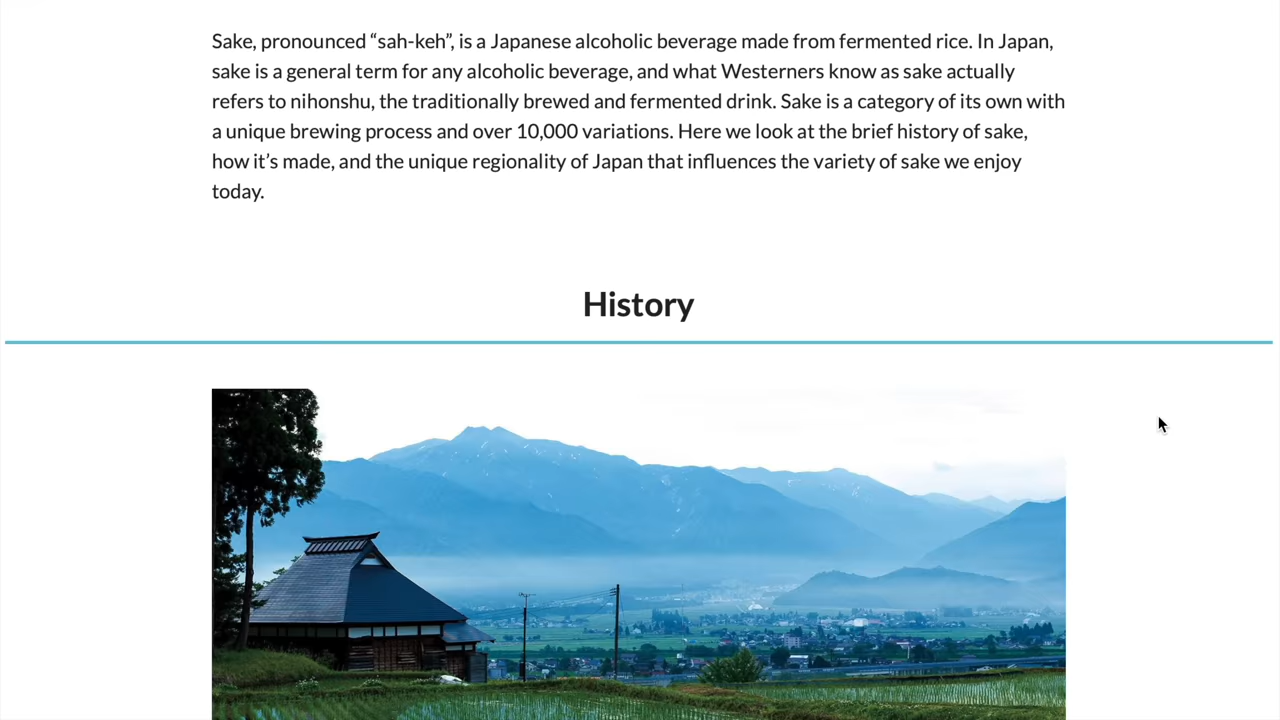 Sake, pronounced “sah-keh”, is a Japanese alcoholic beverage made from fermented rice. In Japan,
sake is a general term for any alcoholic beverage, and what Westerners know as sake actually
refers to nihonshu, the traditionally brewed and fermented drink. Sake is a category of its own with
a unique brewing process and over 10,000 variations. Here we look at the brief history of sake,
how it’s made, and the unique regionality of Japan that influences the variety of sake we enjoy
today.
History